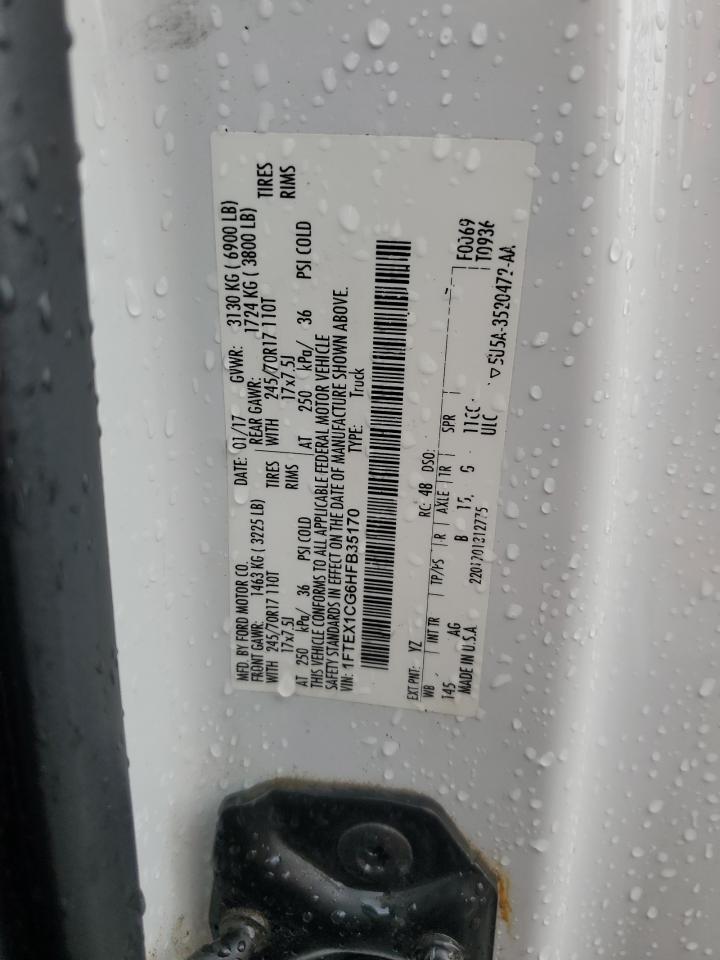 MFD. BY FORD MOTOR CO. DATE: 01/17 GVWR: 3130 KG ( 6900 LB)
FRONT GAWR: 1463 KG ( 3225 LB) REAR GAWR: 1724 KG ( 3800 LB)
WITH 245/70R17 110T TIRES WITH 245/70R17 110T TIRES
17x7.5J RIMS 17x7.5J RIMS
AT 250 kPa/ 36 PSI COLD AT 250 kPa/ 36 PSI COLD
THIS VEHICLE CONFORMS TO ALL APPLICABLE FEDERAL MOTOR VEHICLE
SAFETY STANDARDS IN EFFECT ON THE DATE OF MANUFACTURE SHOWN ABOVE.
VIN: 1FTEX1CG6HFB35170 TYPE: Truck
EXT PNT: YZ RC: 48 DSO: F0069
WB INT TR TP/PS R AXLE TR SPR T0936
145 AG B G
MADE IN U.S.A. ▽5U5A-3520472-AA